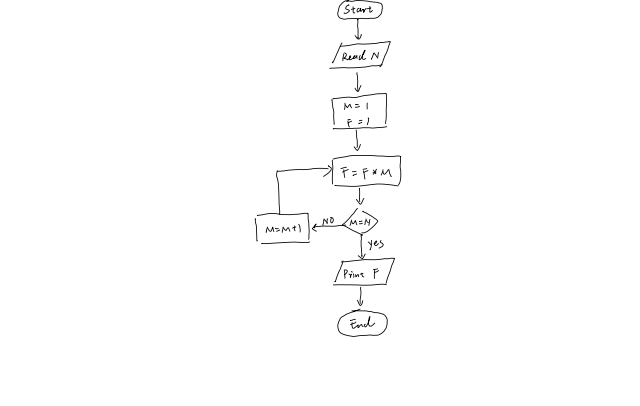 Start
Read N
M = 1
F = 1
F = F * M
M=N
NO
M=M+1
yes
Print F
End